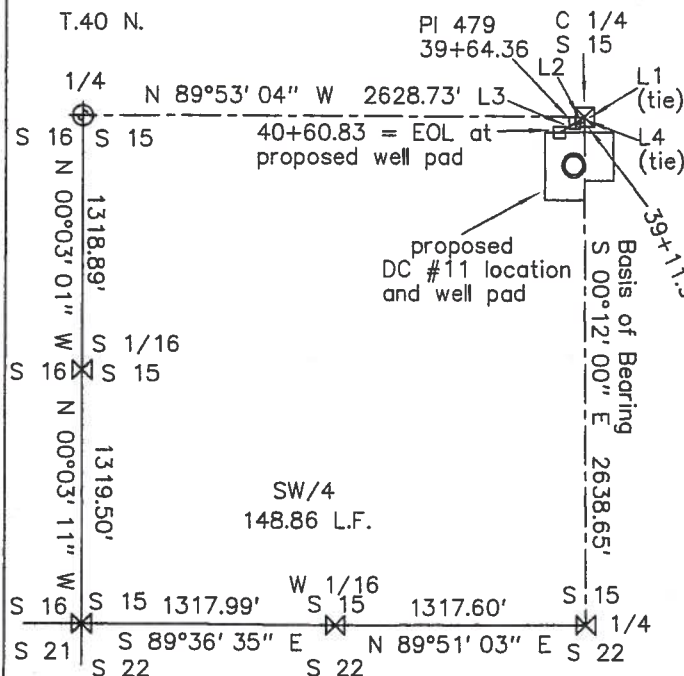 T.40 N.
PI 479
39+64.36
C 1/4
S 15
L2
L1
(tie)
1/4
N 89°53' 04" W 2628.73'
L3
S 16
S 15
40+60.83 = EOL at
proposed well pad
L4
(tie)
39+11.
proposed
DC #11 location
and well pad
N 00°03' 01" W
1318.89'
Basis of Bearing
S 00°12' 00" E 2638.65'
S 1/16
S 16
S 15
N 00°03' 11" W
1319.50'
SW/4
148.86 L.F.
W 1/16
S 16
S 15
1317.99'
S 15
1317.60'
S 15
1/4
S 21
S 89°36' 35" E
N 89°51' 03" E
S 22
S 22
S 22